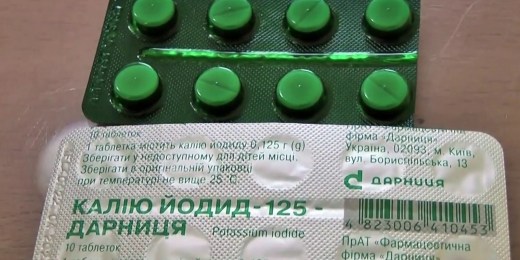 10 таблеток
1 таблетка містить калію йодиду 0,125 г (g)
Зберігати у недоступному для дітей місці.
Зберігати в оригінальній упаковці
при температурі не вище 25 °C.
фірма "Дарниця"
Україна, 02093, м. Київ,
вул. Бориспільська, 13
ДАРНИЦЯ
КАЛІЮ ЙОДИД-125 -
ДАРНИЦЯ
Potassium iodide
10 таблеток
4 823006 410453
ПрАТ «Фармацевтична
фірма "Дарниця"